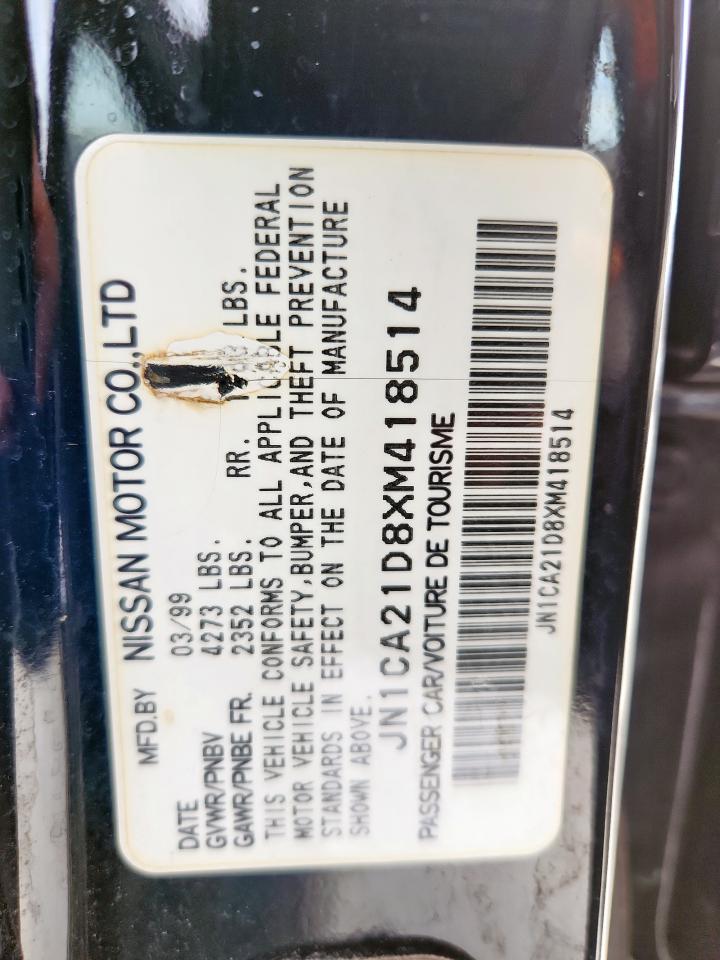 MFD.BY NISSAN MOTOR CO.,LTD
DATE 03/99
GVWR/PNBV 4273 LBS.
GAWR/PNBE FR. 2352 LBS. RR. LBS.
THIS VEHICLE CONFORMS TO ALL APPLICABLE FEDERAL
MOTOR VEHICLE SAFETY,BUMPER,AND THEFT PREVENTION
STANDARDS IN EFFECT ON THE DATE OF MANUFACTURE
SHOWN ABOVE.
JN1CA21D8XM418514
PASSENGER CAR/VOITURE DE TOURISME
JN1CA21D8XM418514